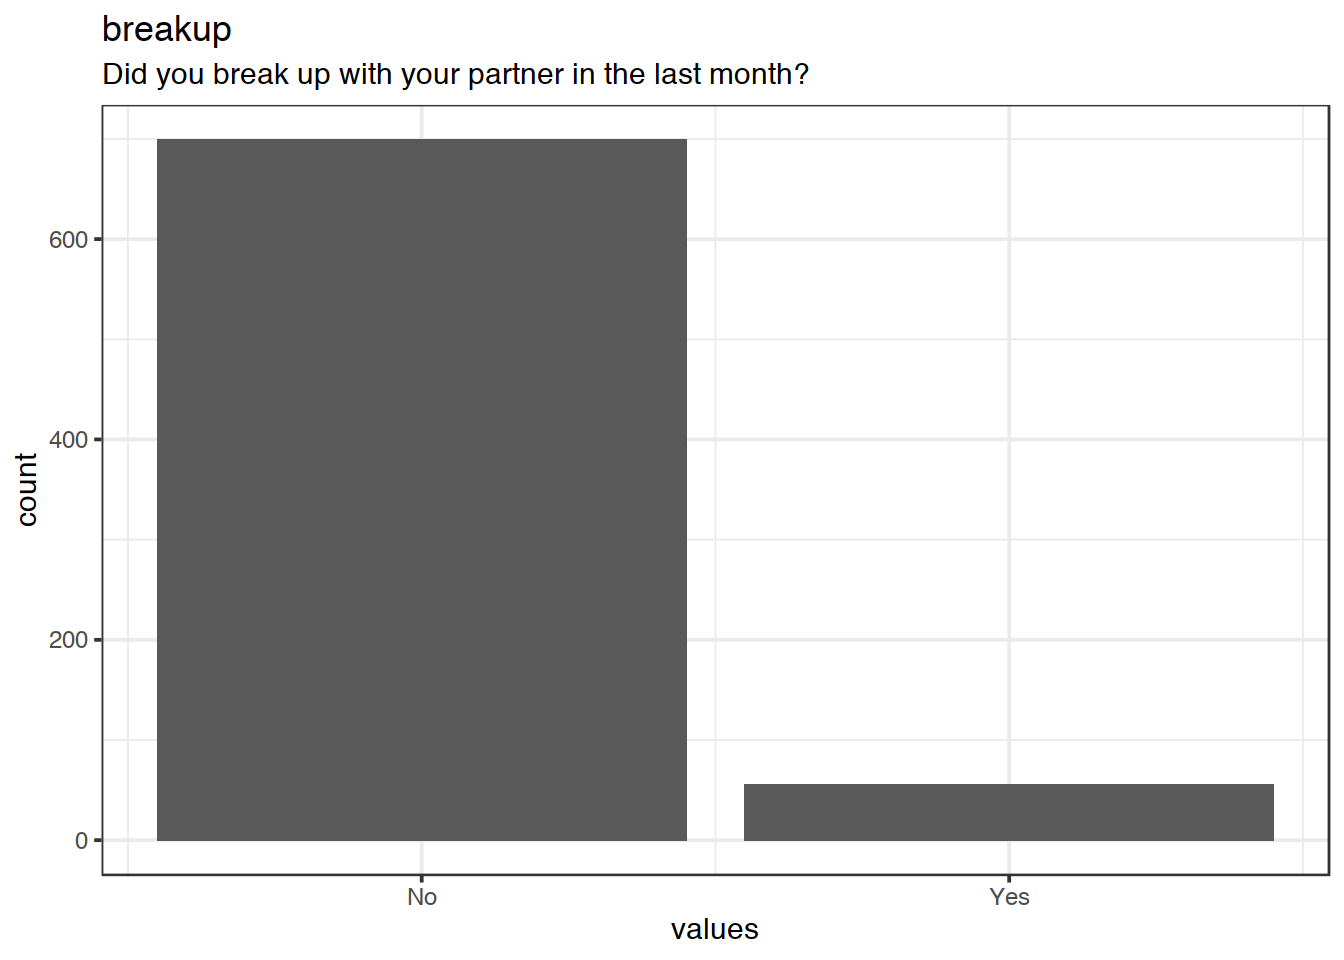 breakup
Did you break up with your partner in the last month?
600
400
200
0
count
No
Yes
values